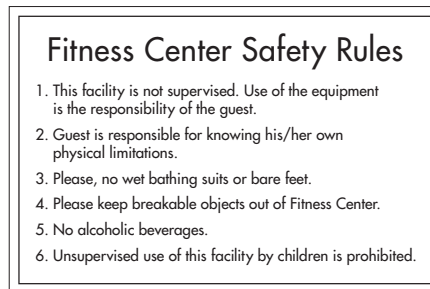 Fitness Center Safety Rules
1. This facility is not supervised. Use of the equipment
is the responsibility of the guest.
2. Guest is responsible for knowing his/her own
physical limitations.
3. Please, no wet bathing suits or bare feet.
4. Please keep breakable objects out of Fitness Center.
5. No alcoholic beverages.
6. Unsupervised use of this facility by children is prohibited.